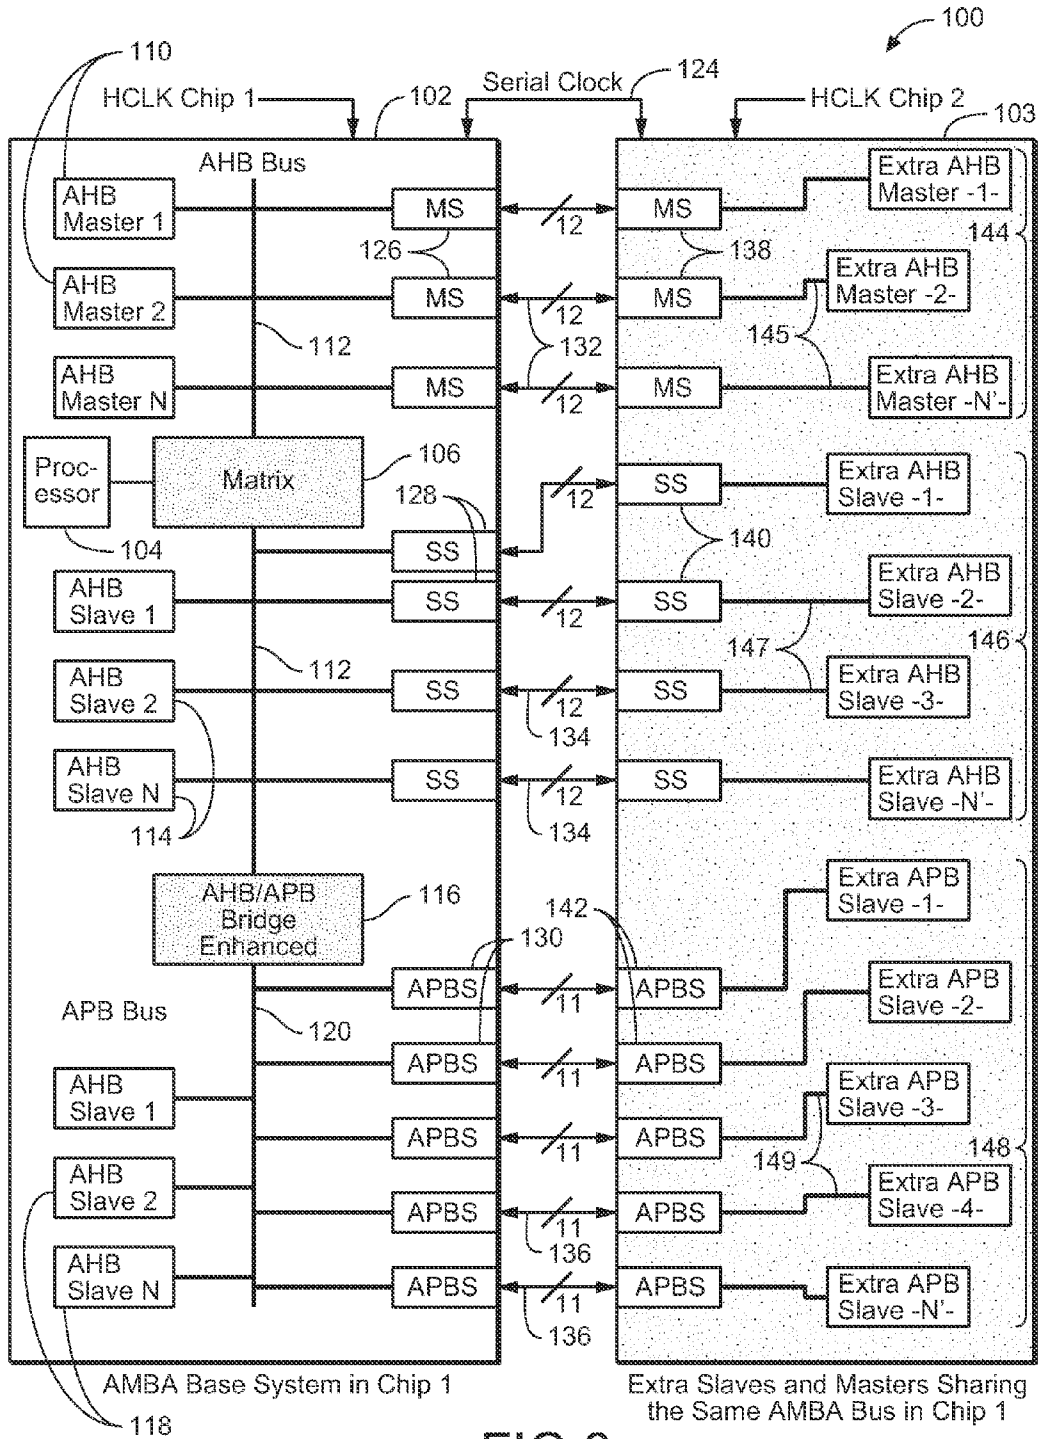 100
110
HCLK Chip 1
102
Serial Clock
124
HCLK Chip 2
103
AHB Bus
AHB
Master 1
MS
12
MS
Extra AHB
Master -1-
126
138
144
AHB
Master 2
MS
12
MS
Extra AHB
Master -2-
112
132
145
AHB
Master N
MS
12
MS
Extra AHB
Master -N'-
Proc-
essor
Matrix
106
128
12
SS
Extra AHB
Slave -1-
104
SS
140
AHB
Slave 1
SS
12
SS
Extra AHB
Slave -2-
112
147
146
AHB
Slave 2
SS
12
134
SS
Extra AHB
Slave -3-
AHB
Slave N
SS
12
134
SS
Extra AHB
Slave -N'-
114
AHB/APB
Bridge
Enhanced
116
130
142
Extra APB
Slave -1-
APBS
11
APBS
APB Bus
120
Extra APB
Slave -2-
APBS
11
APBS
AHB
Slave 1
Extra APB
Slave -3-
APBS
11
APBS
149
148
AHB
Slave 2
APBS
11
136
APBS
Extra APB
Slave -4-
AHB
Slave N
APBS
11
136
APBS
Extra APB
Slave -N'-
AMBA Base System in Chip 1
Extra Slaves and Masters Sharing
the Same AMBA Bus in Chip 1
118